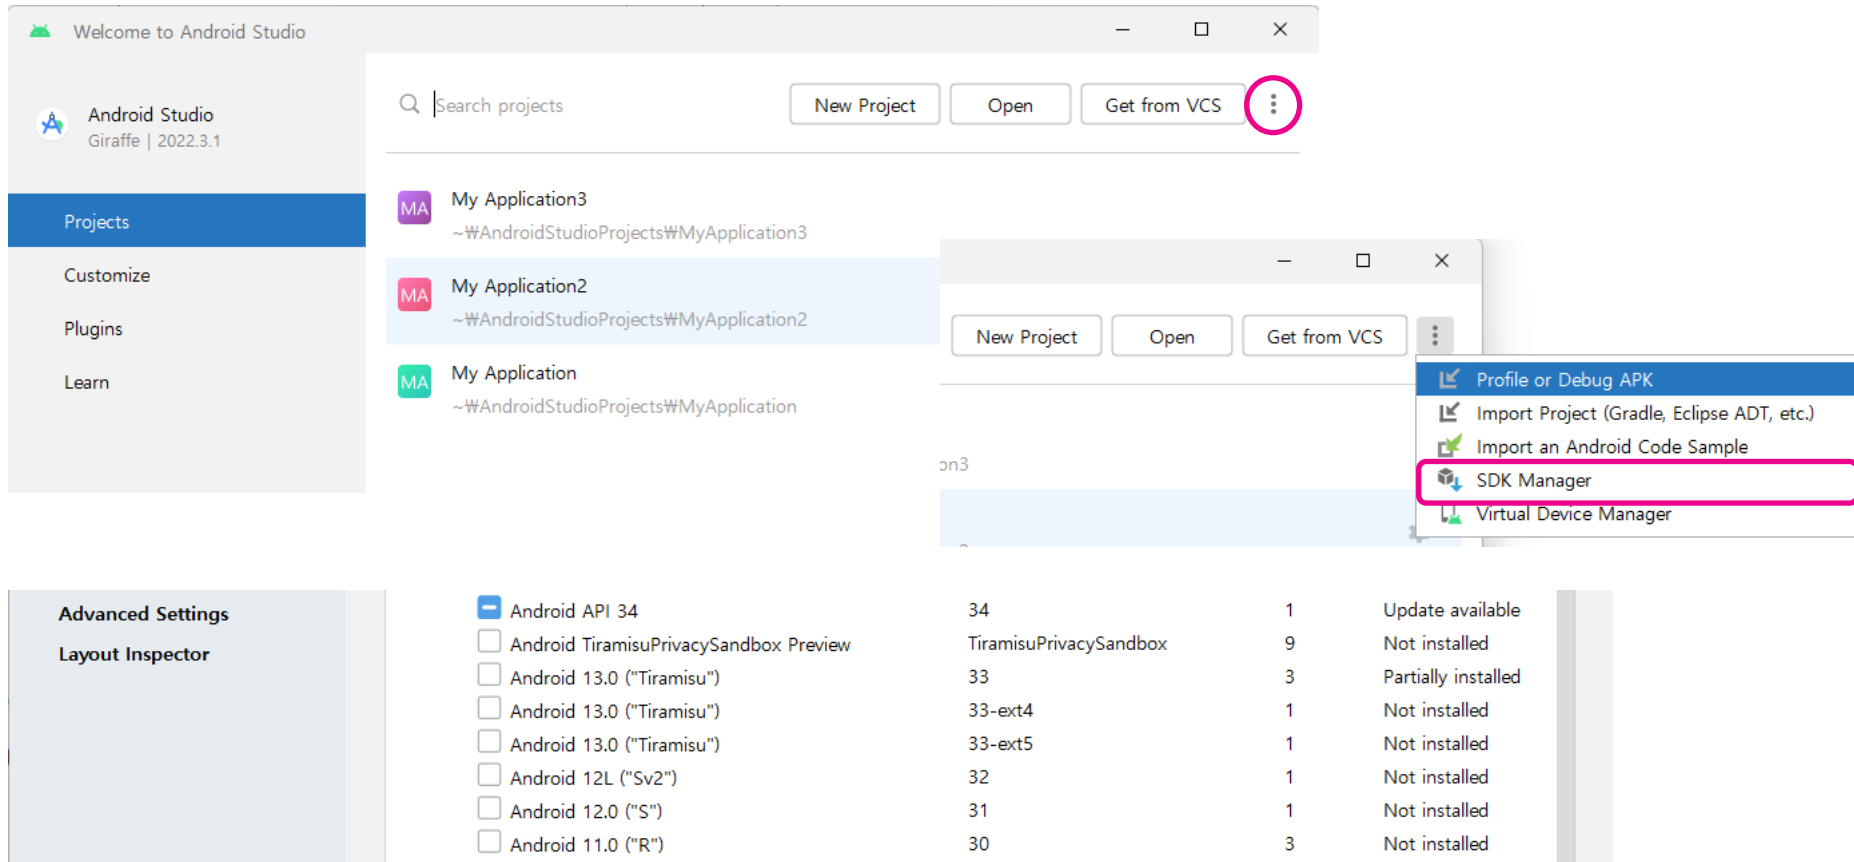 Welcome to Android Studio
Android Studio
Giraffe | 2022.3.1
Search projects
New Project
Open
Get from VCS
Projects
Customize
Plugins
Learn
MA
My Application3
~₩AndroidStudioProjects₩MyApplication3
MA
My Application2
~₩AndroidStudioProjects₩MyApplication2
MA
My Application
~₩AndroidStudioProjects₩MyApplication
New Project
Open
Get from VCS
on3
Profile or Debug APK
Import Project (Gradle, Eclipse ADT, etc.)
Import an Android Code Sample
SDK Manager
Virtual Device Manager
Advanced Settings
Layout Inspector
Android API 34 34 1 Update available
Android TiramisuPrivacySandbox Preview TiramisuPrivacySandbox 9 Not installed
Android 13.0 ("Tiramisu") 33 3 Partially installed
Android 13.0 ("Tiramisu") 33-ext4 1 Not installed
Android 13.0 ("Tiramisu") 33-ext5 1 Not installed
Android 12L ("Sv2") 32 1 Not installed
Android 12.0 ("S") 31 1 Not installed
Android 11.0 ("R") 30 3 Not installed